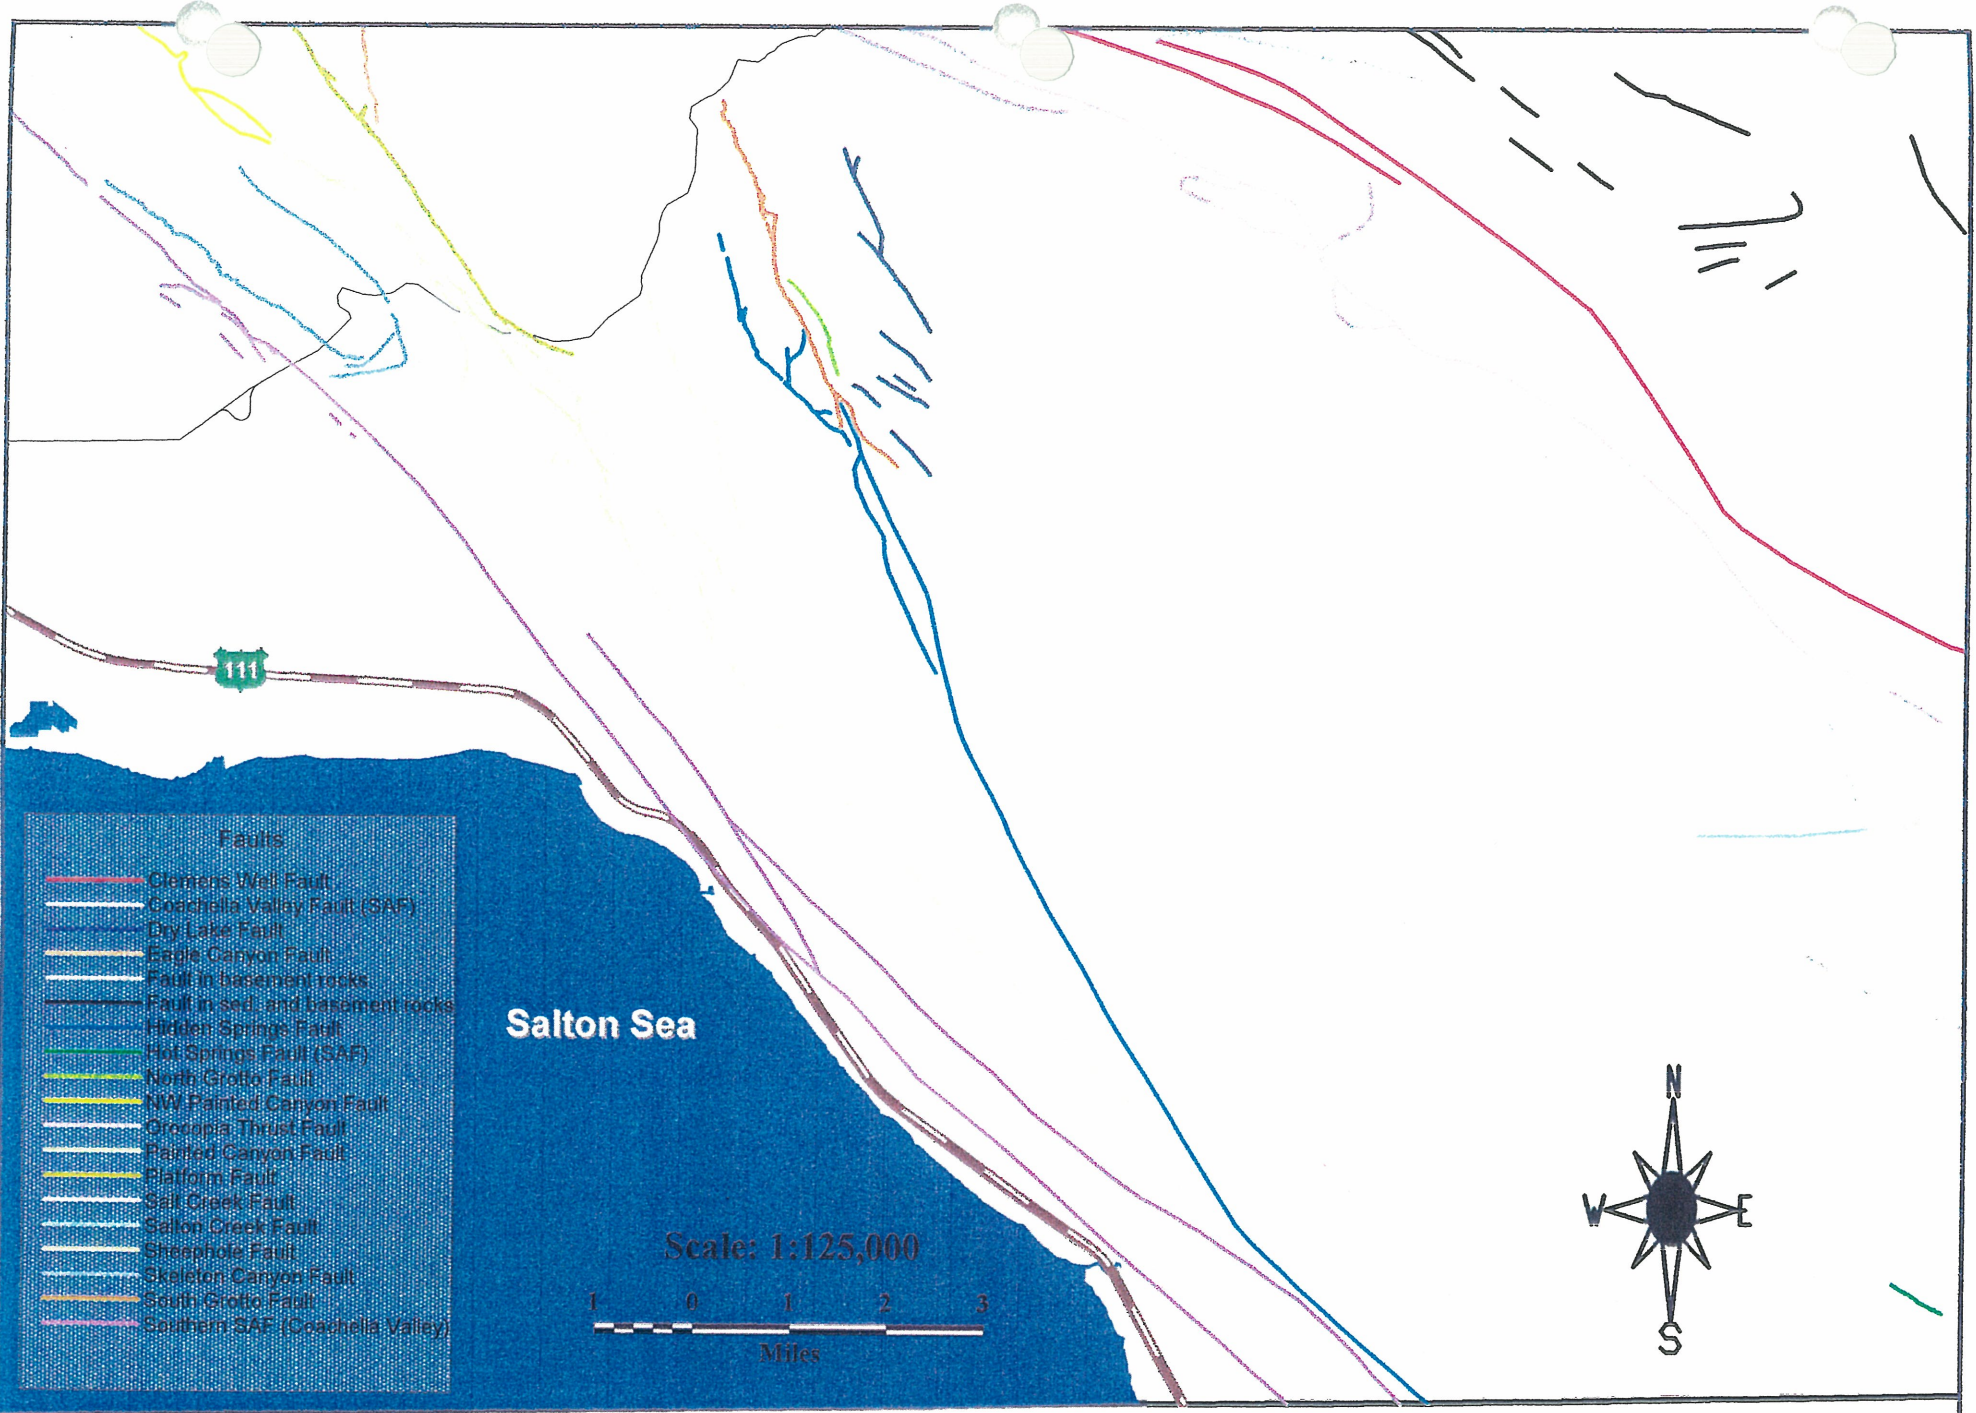 111
Faults
Clemens Well Fault
Coachella Valley Fault (SAF)
Dry Lake Fault
Eagle Canyon Fault
Fault in basement rocks
Fault in sed. and basement rocks
Hidden Springs Fault
Hot Springs Fault (SAF)
North Grotto Fault
NW Painted Canyon Fault
Orocopia Thrust Fault
Painted Canyon Fault
Platform Fault
Salt Creek Fault
Salton Creek Fault
Sheephole Fault
Skeleton Canyon Fault
South Grotto Fault
Southern SAF (Coachella Valley)
Salton Sea
Scale: 1:125,000
1 0 1 2 3
Miles
N
W E
S